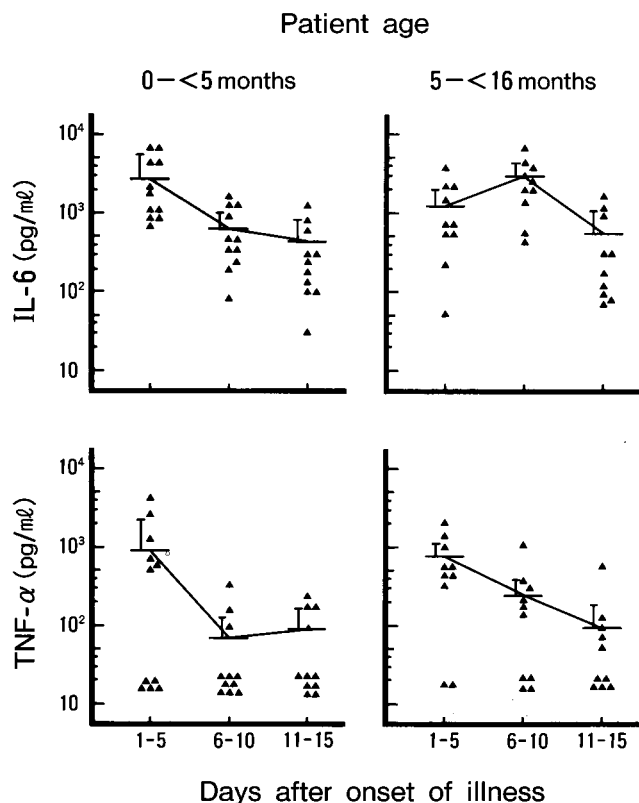 Patient age
0—<5 months
5—<16 months
IL-6 (pg/mℓ)
10⁴
10³
10²
10
TNF-α (pg/mℓ)
10⁴
10³
10²
10
1-5
6-10
11-15
1-5
6-10
11-15
Days after onset of illness